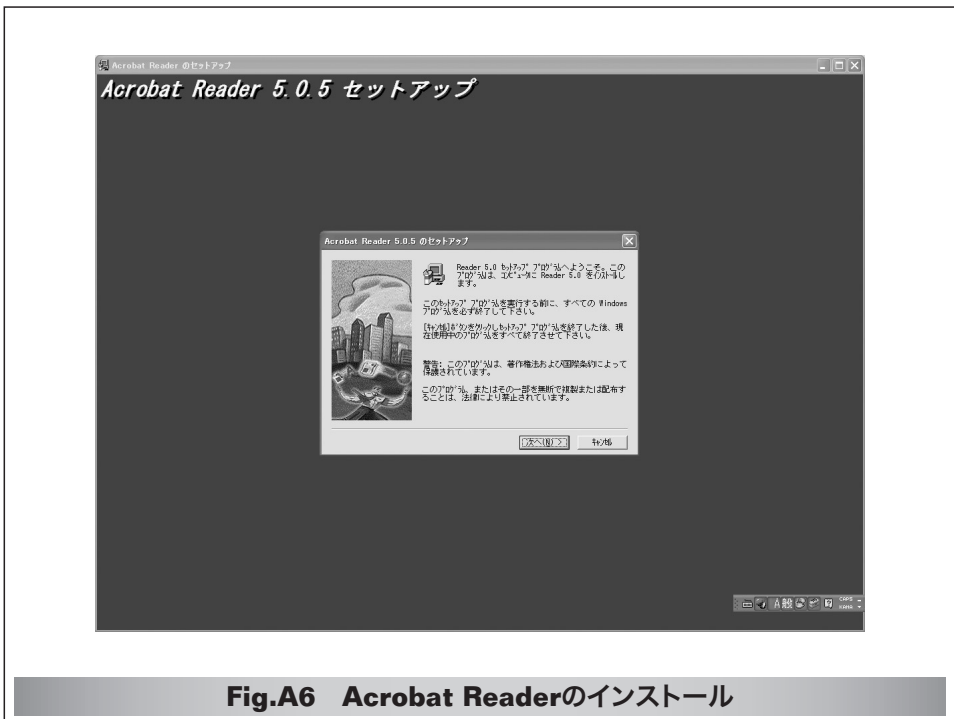 Acrobat Reader のセットアップ
Acrobat Reader 5.0.5 セットアップ
Acrobat Reader 5.0.5 のセットアップ
Reader 5.0 ｾｯﾄｱｯﾌﾟ ﾌﾟﾛｸﾞﾗﾑへようこそ。この
ﾌﾟﾛｸﾞﾗﾑは、ｺﾝﾋﾟｭｰﾀに Reader 5.0 をｲﾝｽﾄｰﾙし
ます。
このｾｯﾄｱｯﾌﾟ ﾌﾟﾛｸﾞﾗﾑを実行する前に、すべての Windows
ﾌﾟﾛｸﾞﾗﾑを必ず終了して下さい。
[ｷｬﾝｾﾙ]ﾎﾞﾀﾝをｸﾘｯｸしｾｯﾄｱｯﾌﾟ ﾌﾟﾛｸﾞﾗﾑを終了した後、現
在使用中のﾌﾟﾛｸﾞﾗﾑをすべて終了させて下さい。
警告: このﾌﾟﾛｸﾞﾗﾑは、著作権法および国際条約によって
保護されています。
このﾌﾟﾛｸﾞﾗﾑ、またはその一部を無断で複製または配布す
ることは、法律により禁止されています。
次へ(N) >
ｷｬﾝｾﾙ
A 般
CAPS
KANA
Fig.A6 Acrobat Readerのインストール